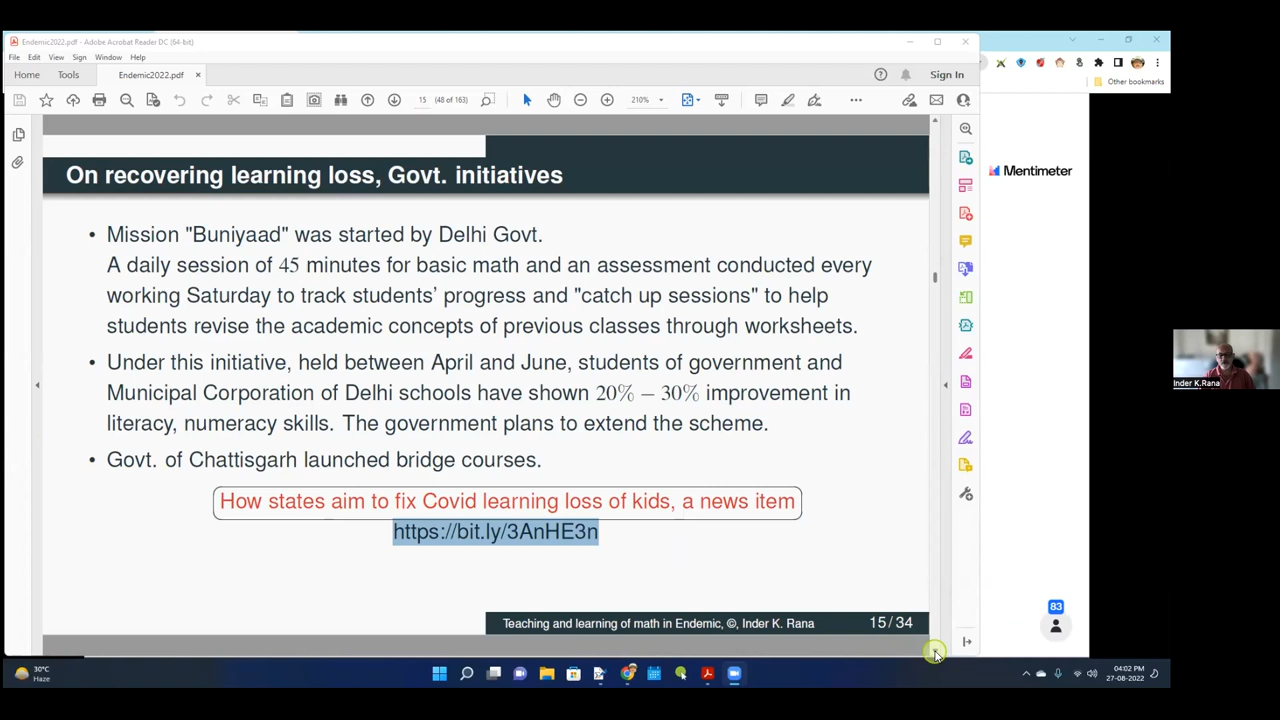 Endemic2022.pdf - Adobe Acrobat Reader DC (64-bit)
File Edit View Sign Window Help
Home Tools Endemic2022.pdf × Sign In
15 (48 of 163) 210%
Other bookmarks
Mentimeter
On recovering learning loss, Govt. initiatives
• Mission "Buniyaad" was started by Delhi Govt.
A daily session of 45 minutes for basic math and an assessment conducted every
working Saturday to track students' progress and "catch up sessions" to help
students revise the academic concepts of previous classes through worksheets.
• Under this initiative, held between April and June, students of government and
Municipal Corporation of Delhi schools have shown 20% – 30% improvement in
literacy, numeracy skills. The government plans to extend the scheme.
• Govt. of Chattisgarh launched bridge courses.
How states aim to fix Covid learning loss of kids, a news item
https://bit.ly/3AnHE3n
Teaching and learning of math in Endemic, ©, Inder K. Rana 15/34
83
Inder K.Rana
30°C
Haze
04:02 PM
27-08-2022